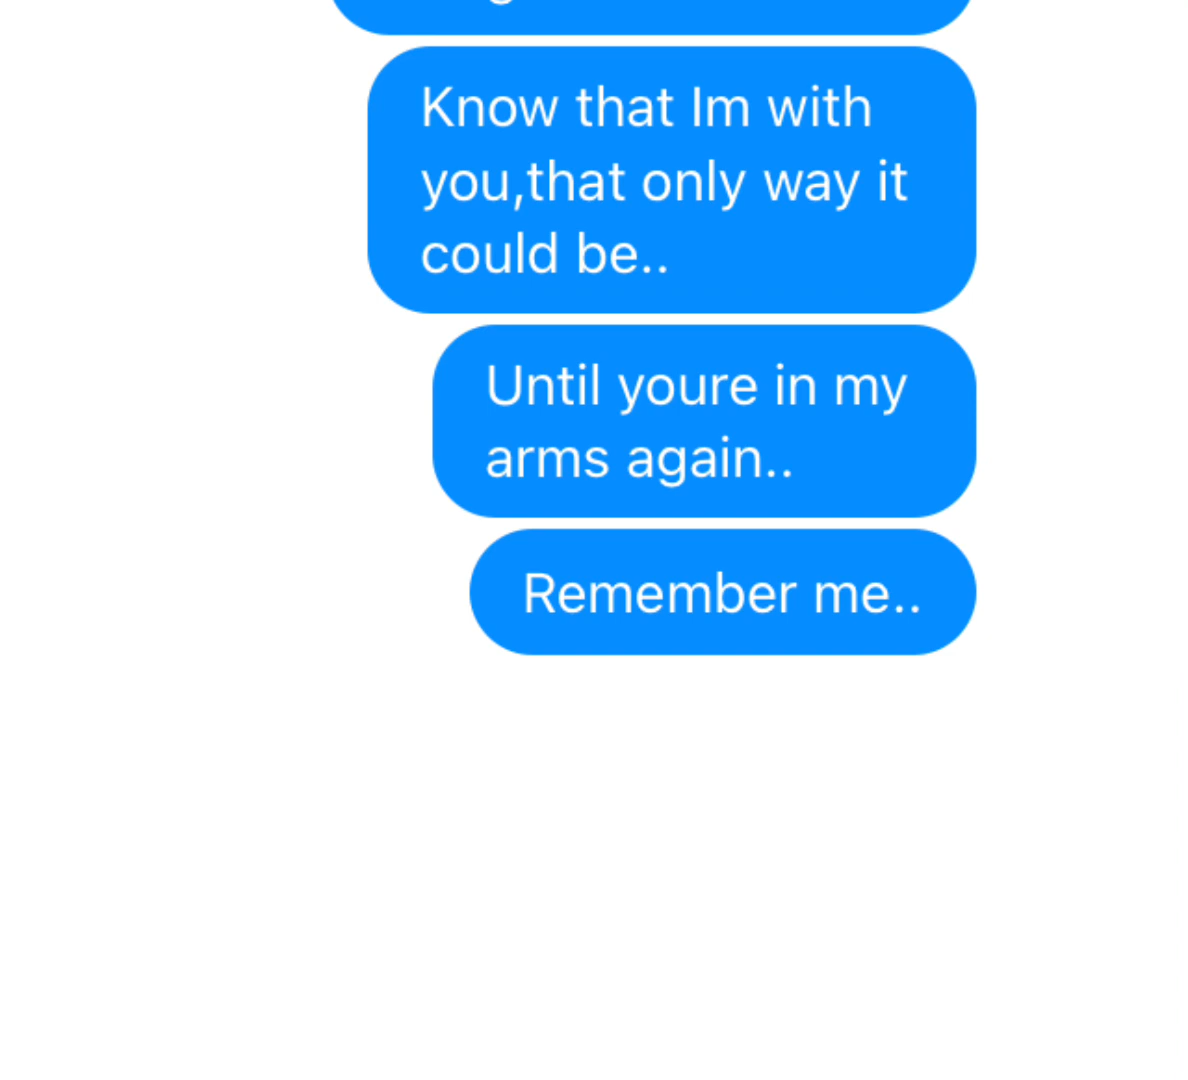 Know that Im with
you,that only way it
could be..
Until youre in my
arms again..
Remember me..